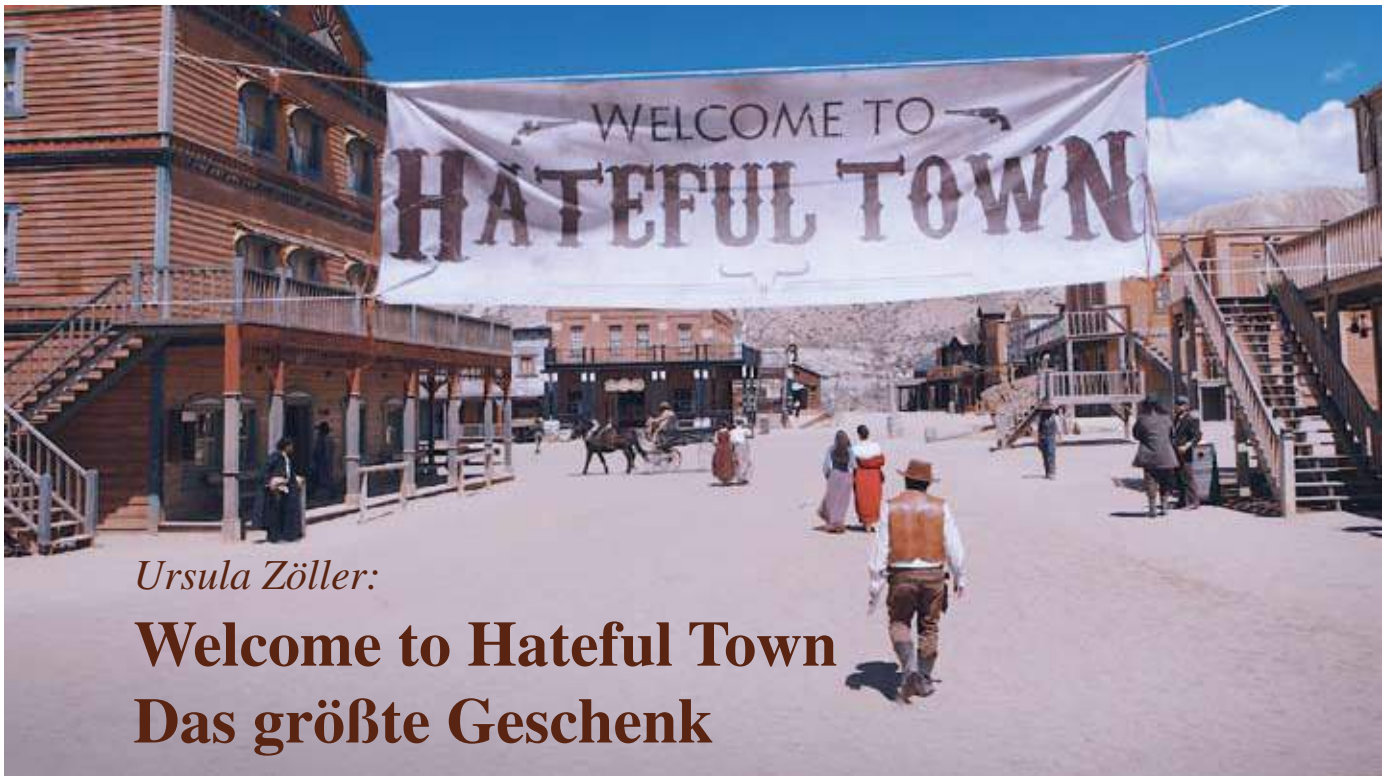 WELCOME TO
HATEFUL TOWN
Ursula Zöller:
Welcome to Hateful Town
Das größte Geschenk